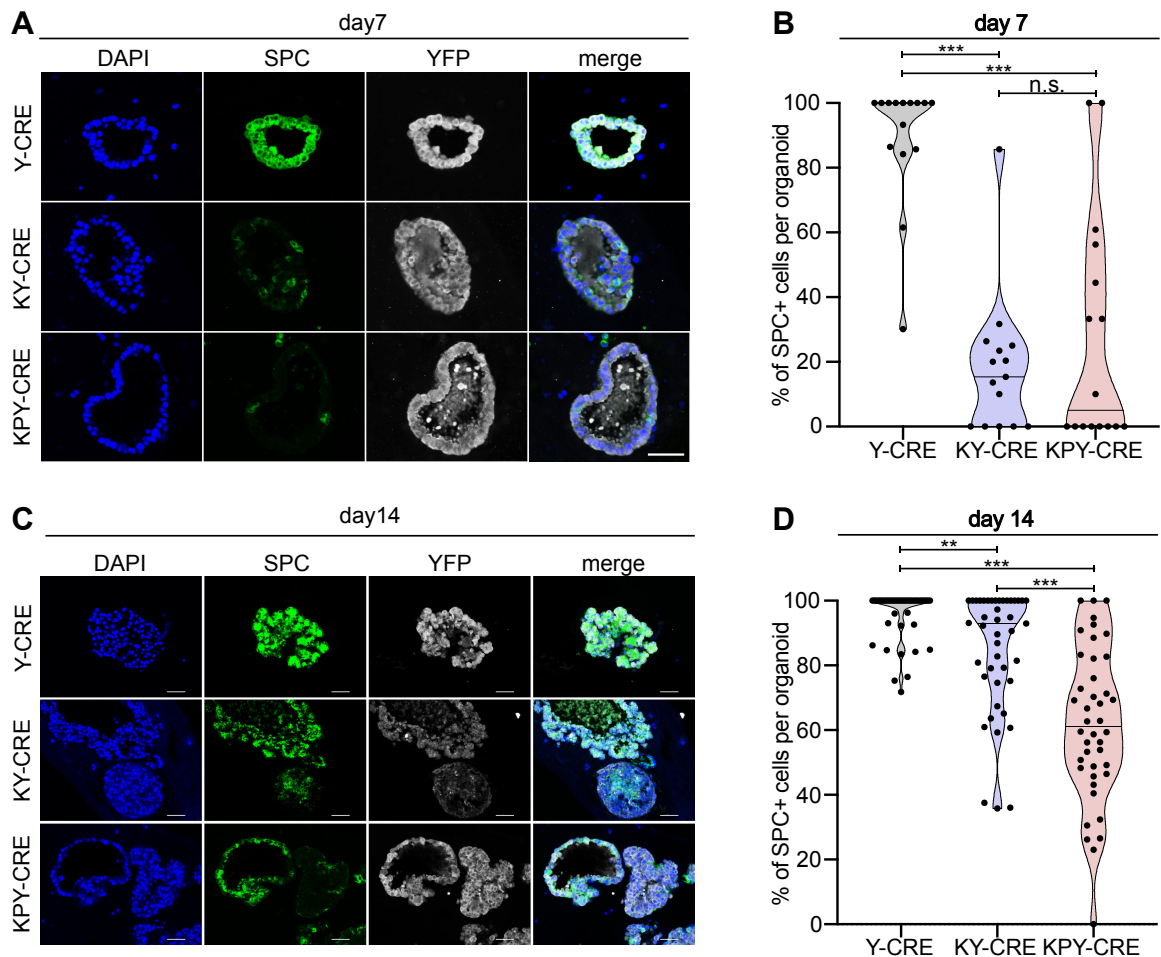 A
day7
DAPI SPC YFP merge
Y-CRE
KY-CRE
KPY-CRE
B
day 7
***
***
n.s.
% of SPC+ cells per organoid
100
80
60
40
20
0
Y-CRE KY-CRE KPY-CRE
C
day14
DAPI SPC YFP merge
Y-CRE
KY-CRE
KPY-CRE
D
day 14
**
***
***
% of SPC+ cells per organoid
100
80
60
40
20
0
Y-CRE KY-CRE KPY-CRE